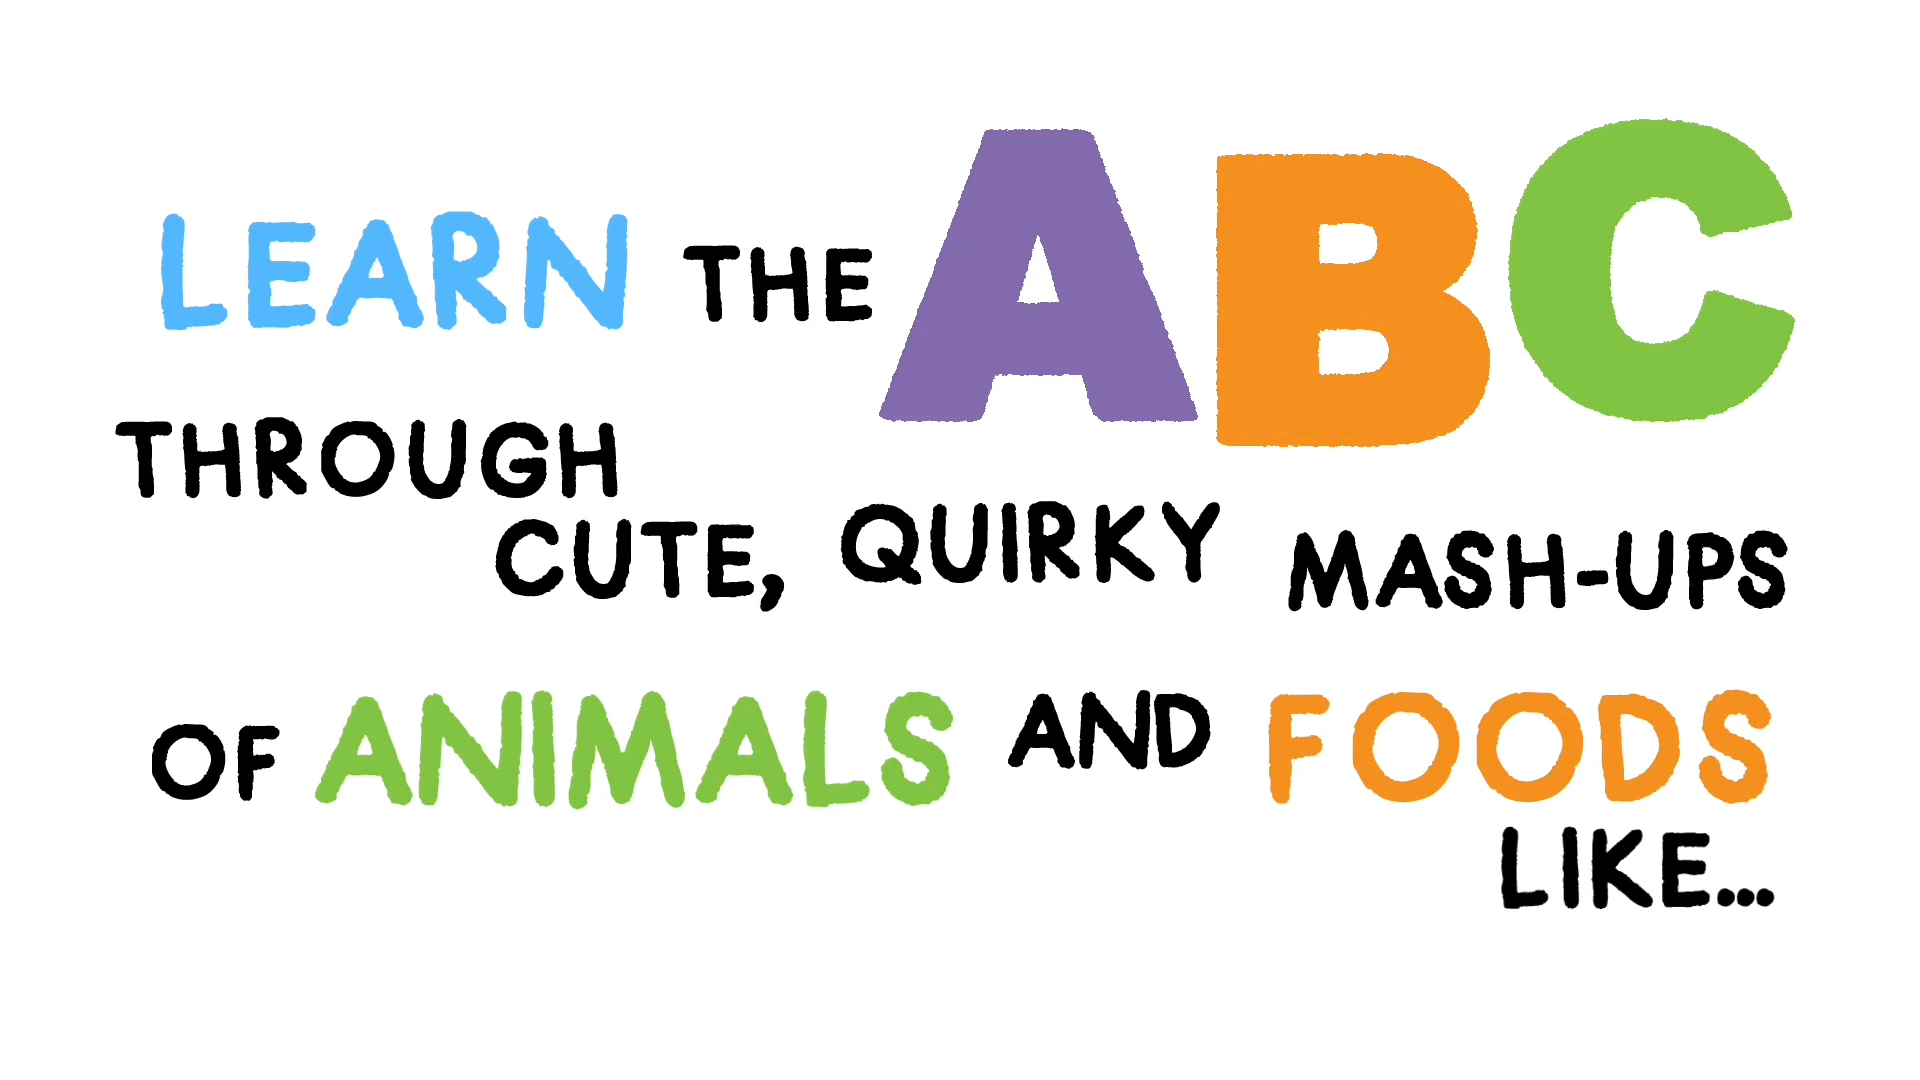 LEARN THE ABC
THROUGH
CUTE, QUIRKY MASH-UPS
OF ANIMALS AND FOODS
LIKE...